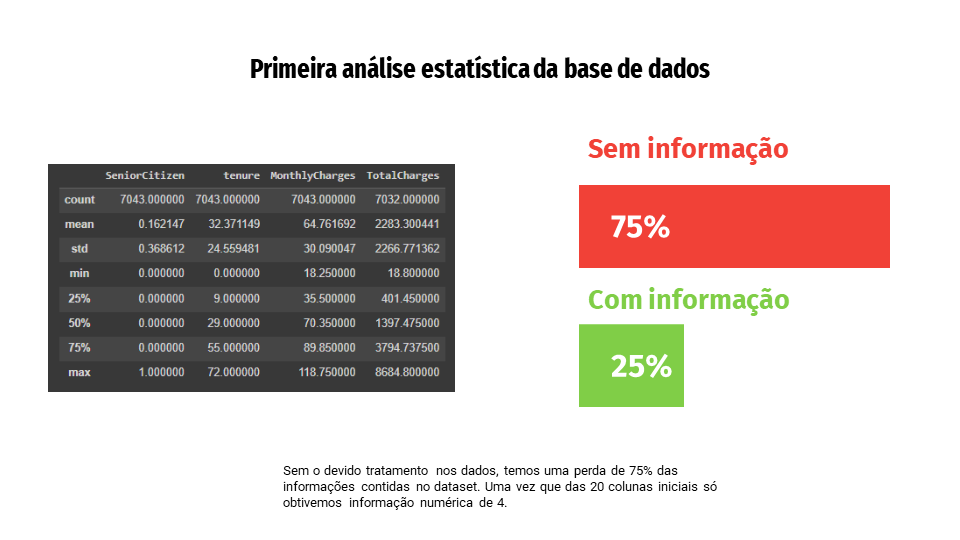 Primeira análise estatística da base de dados
SeniorCitizen tenure MonthlyCharges TotalCharges
count 7043.000000 7043.000000 7043.000000 7032.000000
mean 0.162147 32.371149 64.761692 2283.300441
std 0.368612 24.559481 30.090047 2266.771362
min 0.000000 0.000000 18.250000 18.800000
25% 0.000000 9.000000 35.500000 401.450000
50% 0.000000 29.000000 70.350000 1397.475000
75% 0.000000 55.000000 89.850000 3794.737500
max 1.000000 72.000000 118.750000 8684.800000
Sem informação
75%
Com informação
25%
Sem o devido tratamento nos dados, temos uma perda de 75% das
informações contidas no dataset. Uma vez que das 20 colunas iniciais só
obtivemos informação numérica de 4.